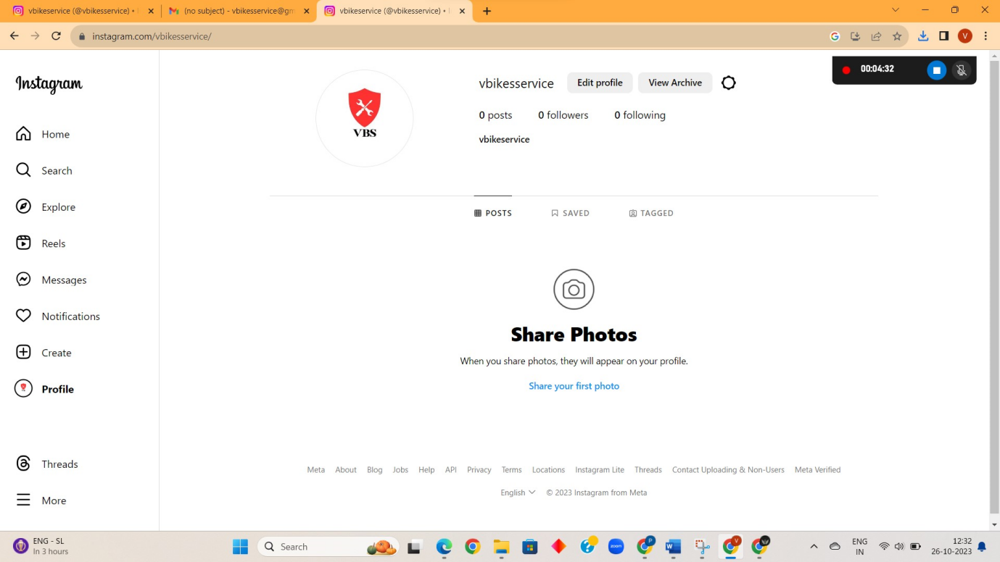 vbikeservice (@vbikesservice) •
(no subject) - vbikesservice@gm
vbikeservice (@vbikesservice) •
instagram.com/vbikesservice/
G
V
00:04:32
Instagram
Home
Search
Explore
Reels
Messages
Notifications
Create
Profile
Threads
More
VBS
vbikesservice
Edit profile
View Archive
0 posts
0 followers
0 following
vbikeservice
POSTS
SAVED
TAGGED
Share Photos
When you share photos, they will appear on your profile.
Share your first photo
Meta About Blog Jobs Help API Privacy Terms Locations Instagram Lite Threads Contact Uploading & Non-Users Meta Verified
English © 2023 Instagram from Meta
ENG - SL
In 3 hours
Search
zoom
P
W
V
ENG
IN
12:32
26-10-2023